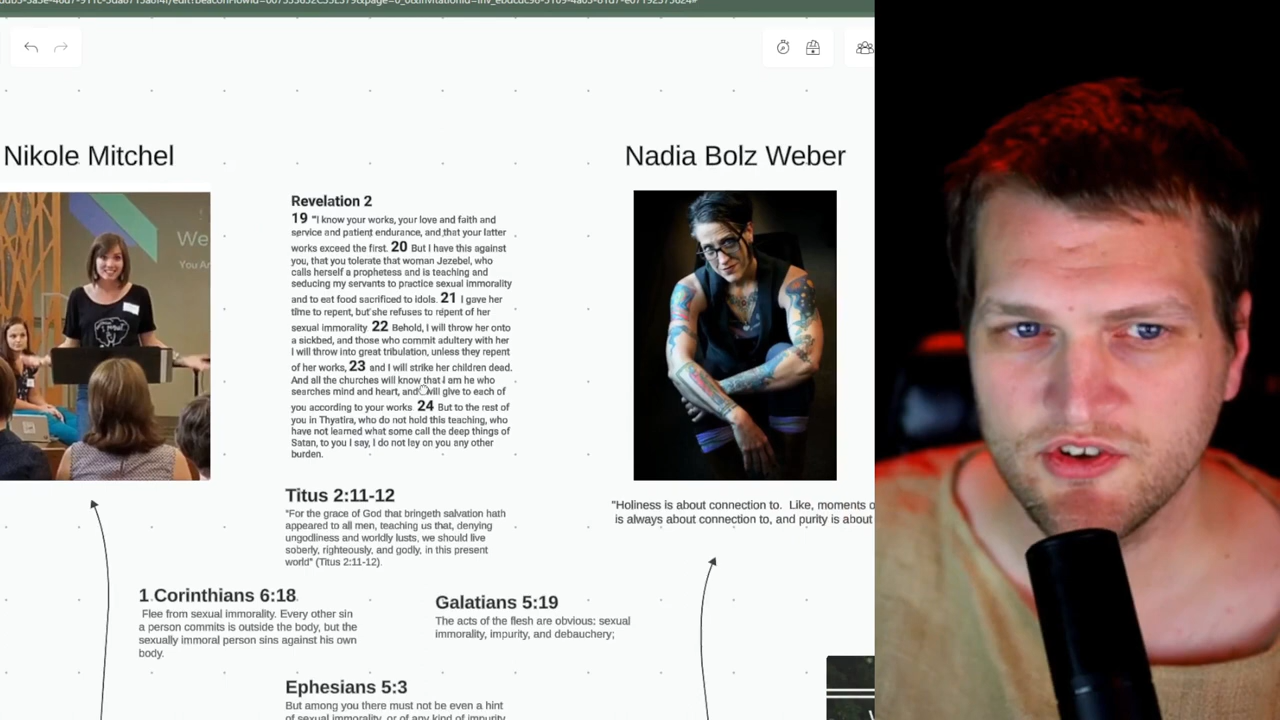 Nikole Mitchel
Nadia Bolz Weber
We
You Ar
Revelation 2
19 “I know your works, your love and faith and
service and patient endurance, and that your latter
works exceed the first. 20 But I have this against
you, that you tolerate that woman Jezebel, who
calls herself a prophetess and is teaching and
seducing my servants to practice sexual immorality
and to eat food sacrificed to idols. 21 I gave her
time to repent, but she refuses to repent of her
sexual immorality 22 Behold, I will throw her onto
a sickbed, and those who commit adultery with her
I will throw into great tribulation, unless they repent
of her works, 23 and I will strike her children dead.
And all the churches will know that I am he who
searches mind and heart, and will give to each of
you according to your works 24 But to the rest of
you in Thyatira, who do not hold this teaching, who
have not learned what some call the deep things of
Satan, to you I say, I do not lay on you any other
burden.
Titus 2:11-12
“For the grace of God that bringeth salvation hath
appeared to all men, teaching us that, denying
ungodliness and worldly lusts, we should live
soberly, righteously, and godly, in this present
world” (Titus 2:11-12).
"Holiness is about connection to. Like, moments o
is always about connection to, and purity is about
1 Corinthians 6:18
Flee from sexual immorality. Every other sin
a person commits is outside the body, but the
sexually immoral person sins against his own
body.
Galatians 5:19
The acts of the flesh are obvious: sexual
immorality, impurity, and debauchery;
Ephesians 5:3
But among you there must not be even a hint
of sexual immorality, or of any kind of impurity